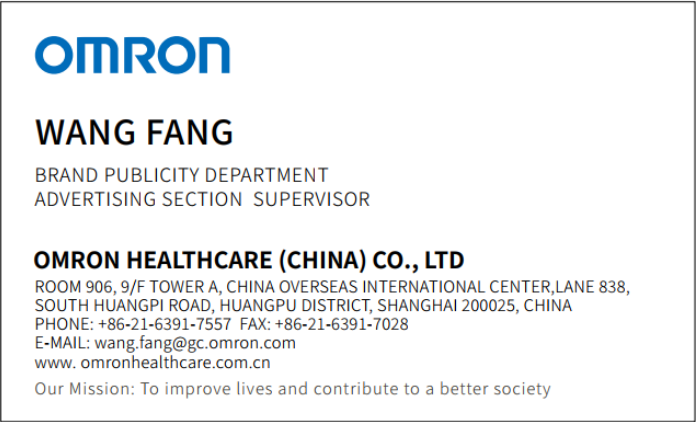 OMRON
WANG FANG
BRAND PUBLICITY DEPARTMENT
ADVERTISING SECTION SUPERVISOR
OMRON HEALTHCARE (CHINA) CO., LTD
ROOM 906, 9/F TOWER A, CHINA OVERSEAS INTERNATIONAL CENTER,LANE 838,
SOUTH HUANGPI ROAD, HUANGPU DISTRICT, SHANGHAI 200025, CHINA
PHONE: +86-21-6391-7557 FAX: +86-21-6391-7028
E-MAIL: wang.fang@gc.omron.com
www. omronhealthcare.com.cn
Our Mission: To improve lives and contribute to a better society